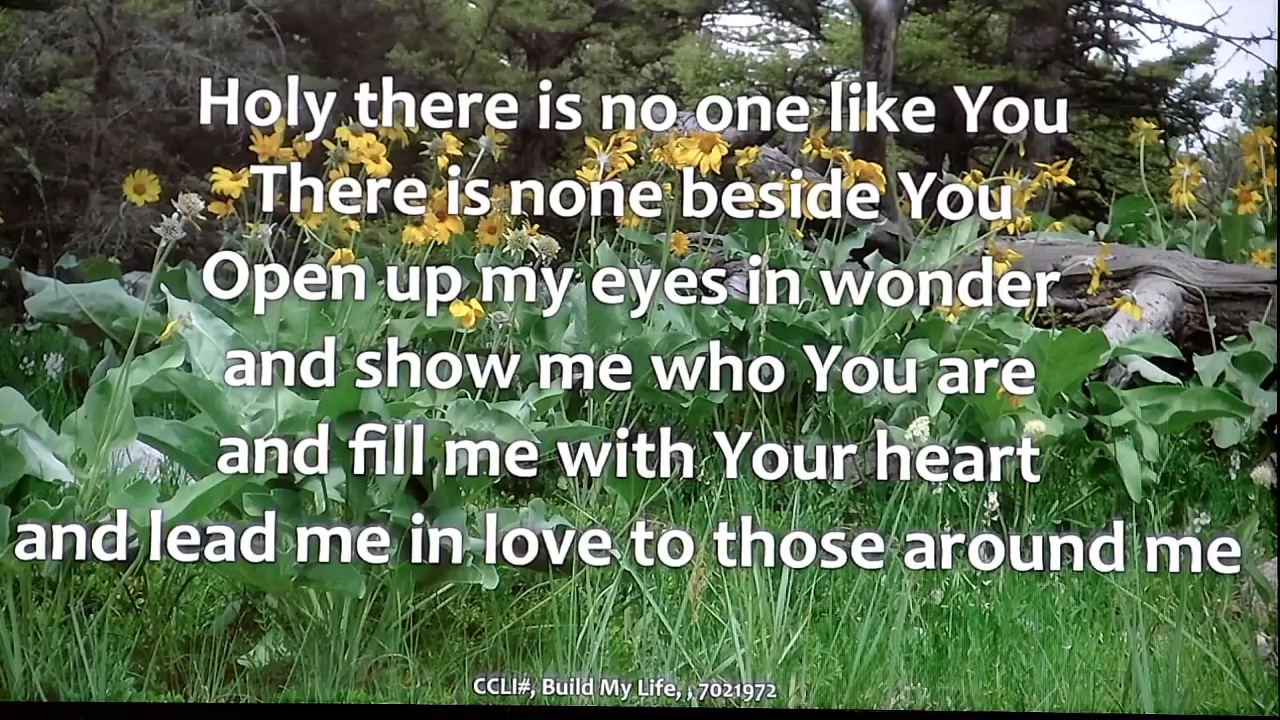 Holy there is no one like You
There is none beside You
Open up my eyes in wonder
and show me who You are
and fill me with Your heart
and lead me in love to those around me
CCLI#, Build My Life, , 7021972